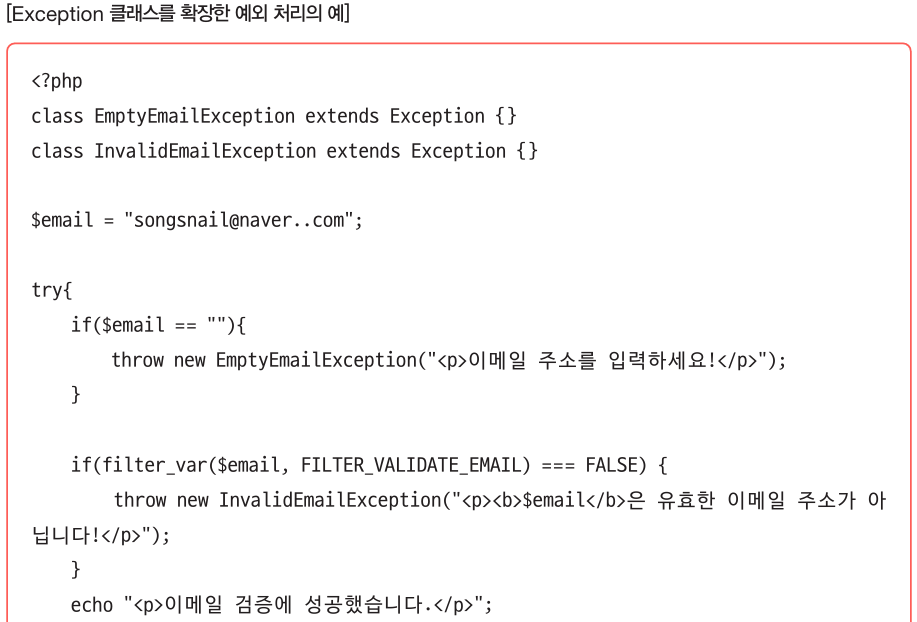 [Exception 클래스를 확장한 예외 처리의 예]
<?php
class EmptyEmailException extends Exception {}
class InvalidEmailException extends Exception {}
$email = "songsnail@naver..com";
try{
    if($email == ""){
        throw new EmptyEmailException("<p>이메일 주소를 입력하세요!</p>");
    }
    if(filter_var($email, FILTER_VALIDATE_EMAIL) === FALSE) {
        throw new InvalidEmailException("<p><b>$email</b>은 유효한 이메일 주소가 아
닙니다!</p>");
    }
    echo "<p>이메일 검증에 성공했습니다.</p>";